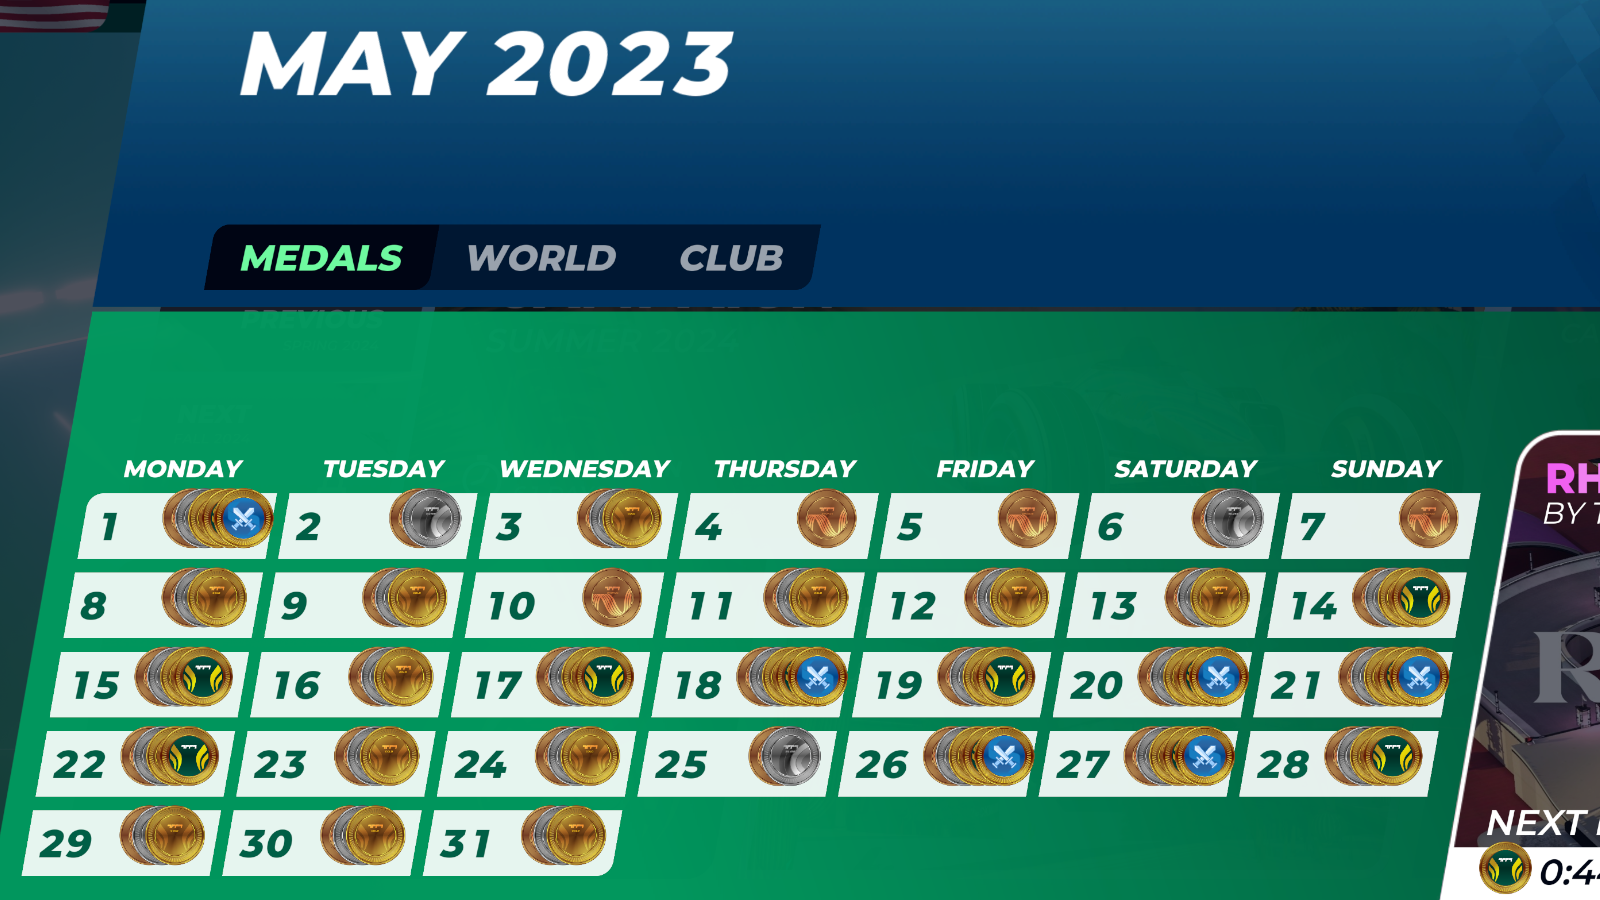 MAY 2023
MEDALS WORLD CLUB
PREVIOUS
SUMMER 2024
NEXT
MONDAY TUESDAY WEDNESDAY THURSDAY FRIDAY SATURDAY SUNDAY
1 2 3 4 5 6 7
8 9 10 11 12 13 14
15 16 17 18 19 20 21
22 23 24 25 26 27 28
29 30 31
RH
BY
R
NEXT
0:4